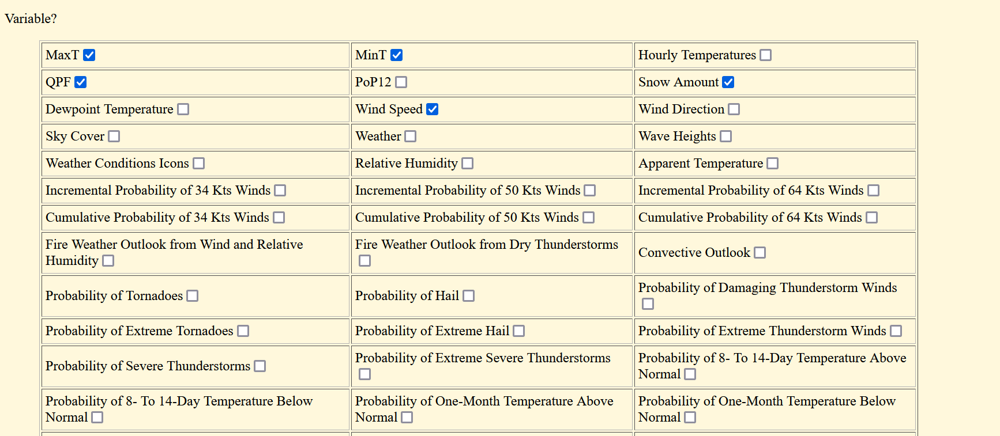 Variable?
MaxT
MinT
Hourly Temperatures
QPF
PoP12
Snow Amount
Dewpoint Temperature
Wind Speed
Wind Direction
Sky Cover
Weather
Wave Heights
Weather Conditions Icons
Relative Humidity
Apparent Temperature
Incremental Probability of 34 Kts Winds
Incremental Probability of 50 Kts Winds
Incremental Probability of 64 Kts Winds
Cumulative Probability of 34 Kts Winds
Cumulative Probability of 50 Kts Winds
Cumulative Probability of 64 Kts Winds
Fire Weather Outlook from Wind and Relative
Humidity
Fire Weather Outlook from Dry Thunderstorms
Convective Outlook
Probability of Tornadoes
Probability of Hail
Probability of Damaging Thunderstorm Winds
Probability of Extreme Tornadoes
Probability of Extreme Hail
Probability of Extreme Thunderstorm Winds
Probability of Severe Thunderstorms
Probability of Extreme Severe Thunderstorms
Probability of 8- To 14-Day Temperature Above
Normal
Probability of 8- To 14-Day Temperature Below
Normal
Probability of One-Month Temperature Above
Normal
Probability of One-Month Temperature Below
Normal